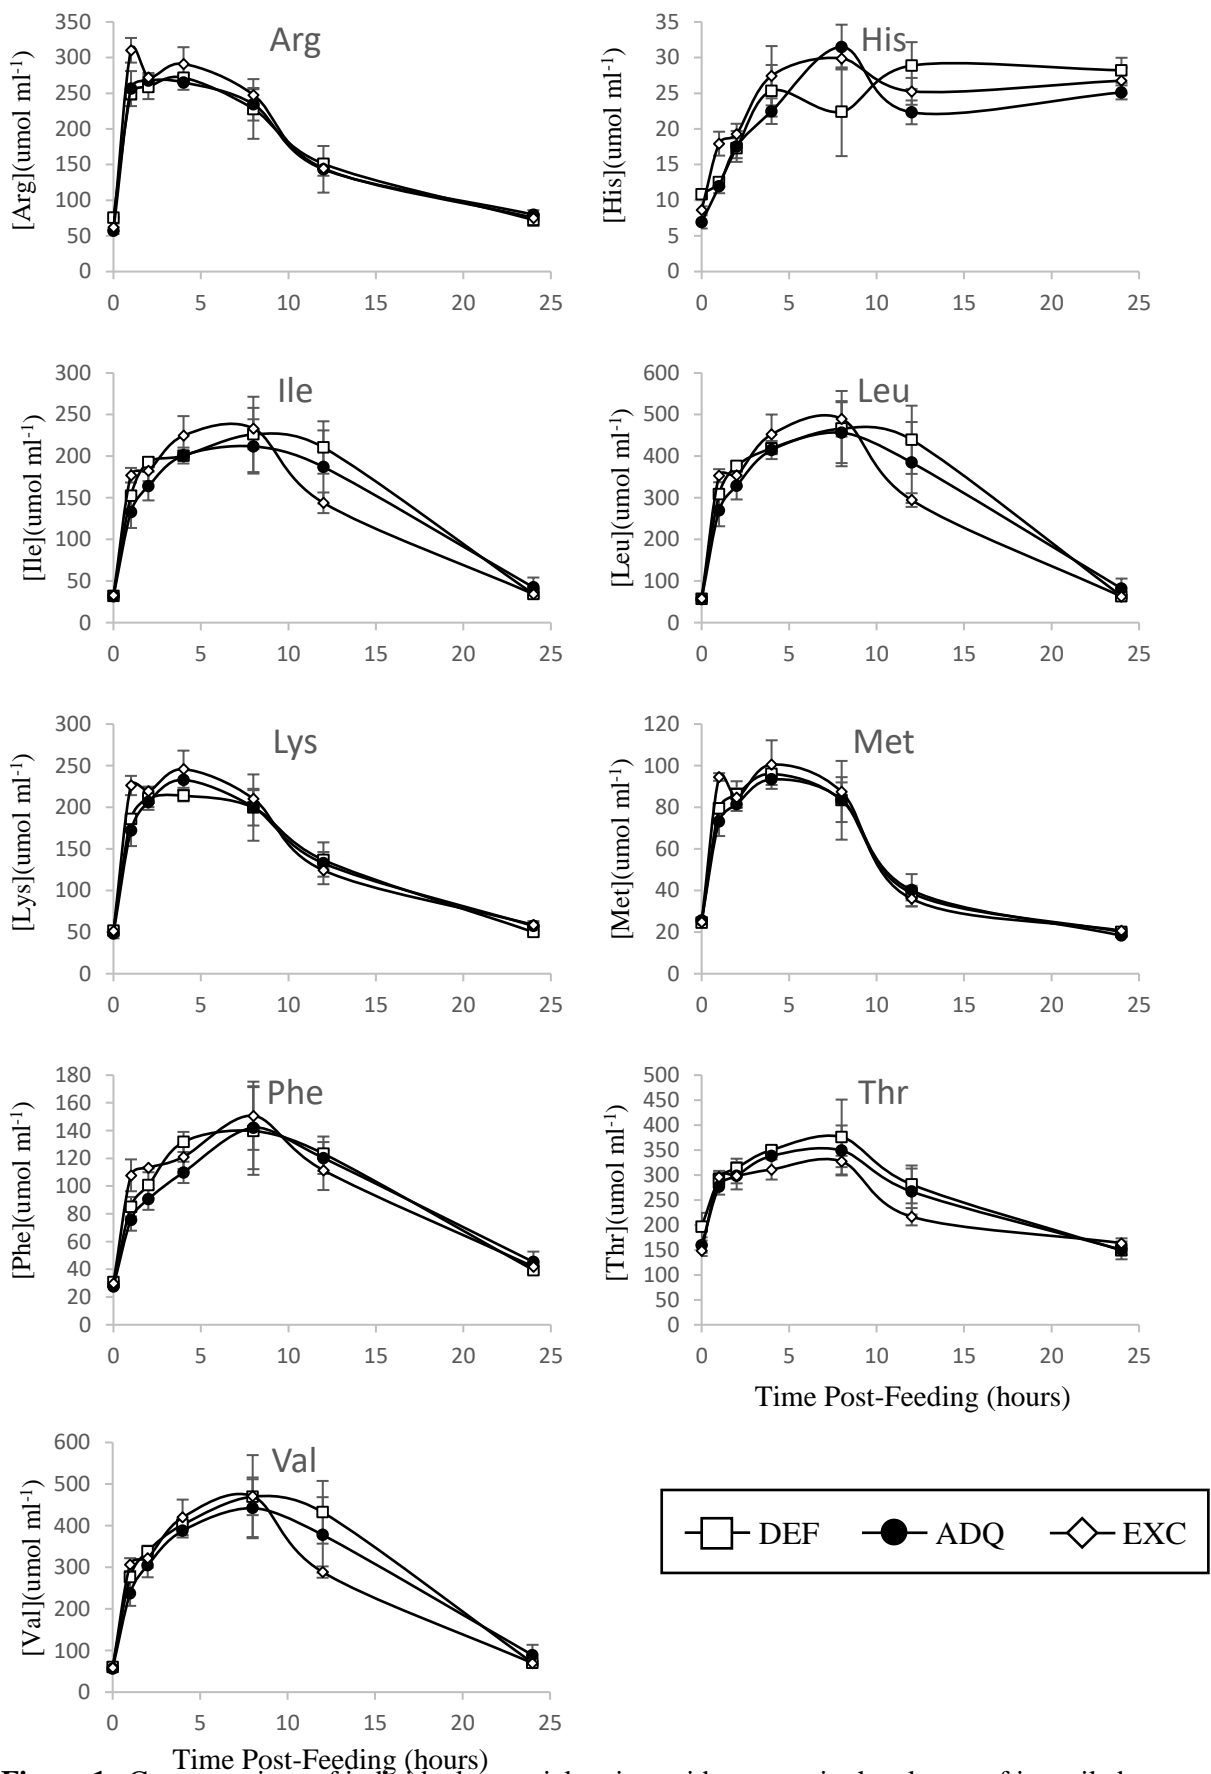 Arg
[Arg](umol ml-1)
350
300
250
200
150
100
50
0
0 5 10 15 20 25
His
[His](umol ml-1)
35
30
25
20
15
10
5
0
0 5 10 15 20 25
Ile
[Ile](umol ml-1)
300
250
200
150
100
50
0
0 5 10 15 20 25
Leu
[Leu](umol ml-1)
600
500
400
300
200
100
0
0 5 10 15 20 25
Lys
[Lys](umol ml-1)
300
250
200
150
100
50
0
0 5 10 15 20 25
Met
[Met](umol ml-1)
120
100
80
60
40
20
0
0 5 10 15 20 25
Phe
[Phe](umol ml-1)
180
160
140
120
100
80
60
40
20
0
0 5 10 15 20 25
Thr
[Thr](umol ml-1)
500
450
400
350
300
250
200
150
100
50
0
0 5 10 15 20 25
Time Post-Feeding (hours)
Val
[Val](umol ml-1)
600
500
400
300
200
100
0
0 5 10 15 20 25
Time Post-Feeding (hours)
DEF ADQ EXC